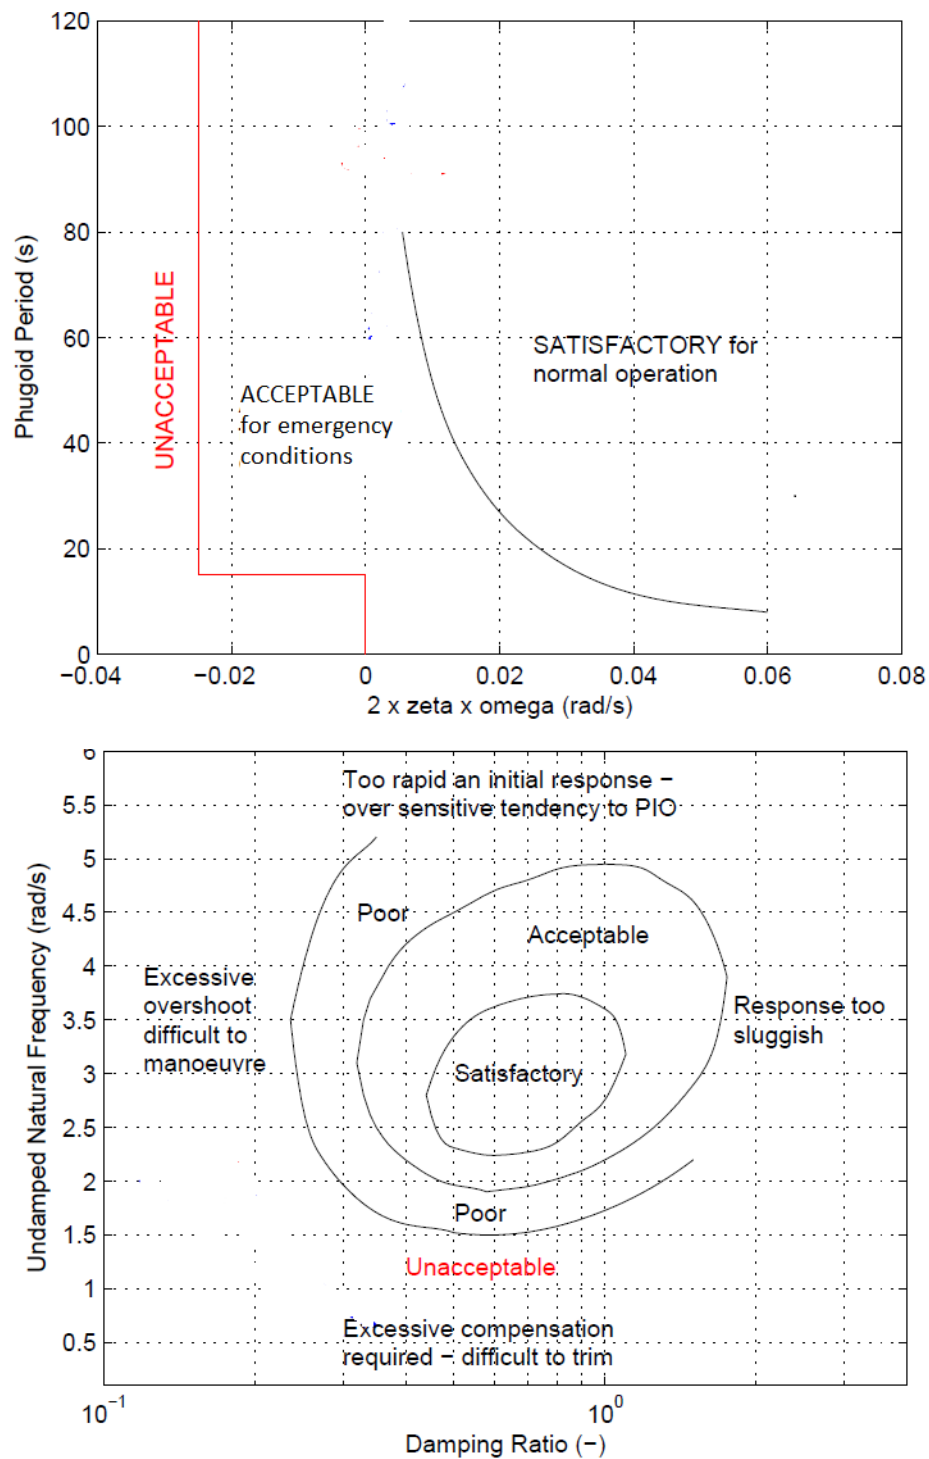 120
100
80
60
40
20
0
Phugoid Period (s)
UNACCEPTABLE
ACCEPTABLE
for emergency
conditions
SATISFACTORY for
normal operation
−0.04
−0.02
0
0.02
0.04
0.06
0.08
2 x zeta x omega (rad/s)
6
5.5
5
4.5
4
3.5
3
2.5
2
1.5
1
0.5
Undamped Natural Frequency (rad/s)
Too rapid an initial response −
over sensitive tendency to PIO
Poor
Acceptable
Excessive
overshoot
difficult to
manoeuvre
Response too
sluggish
Satisfactory
Poor
Unacceptable
Excessive compensation
required − difficult to trim
10⁻¹
10⁰
Damping Ratio (−)